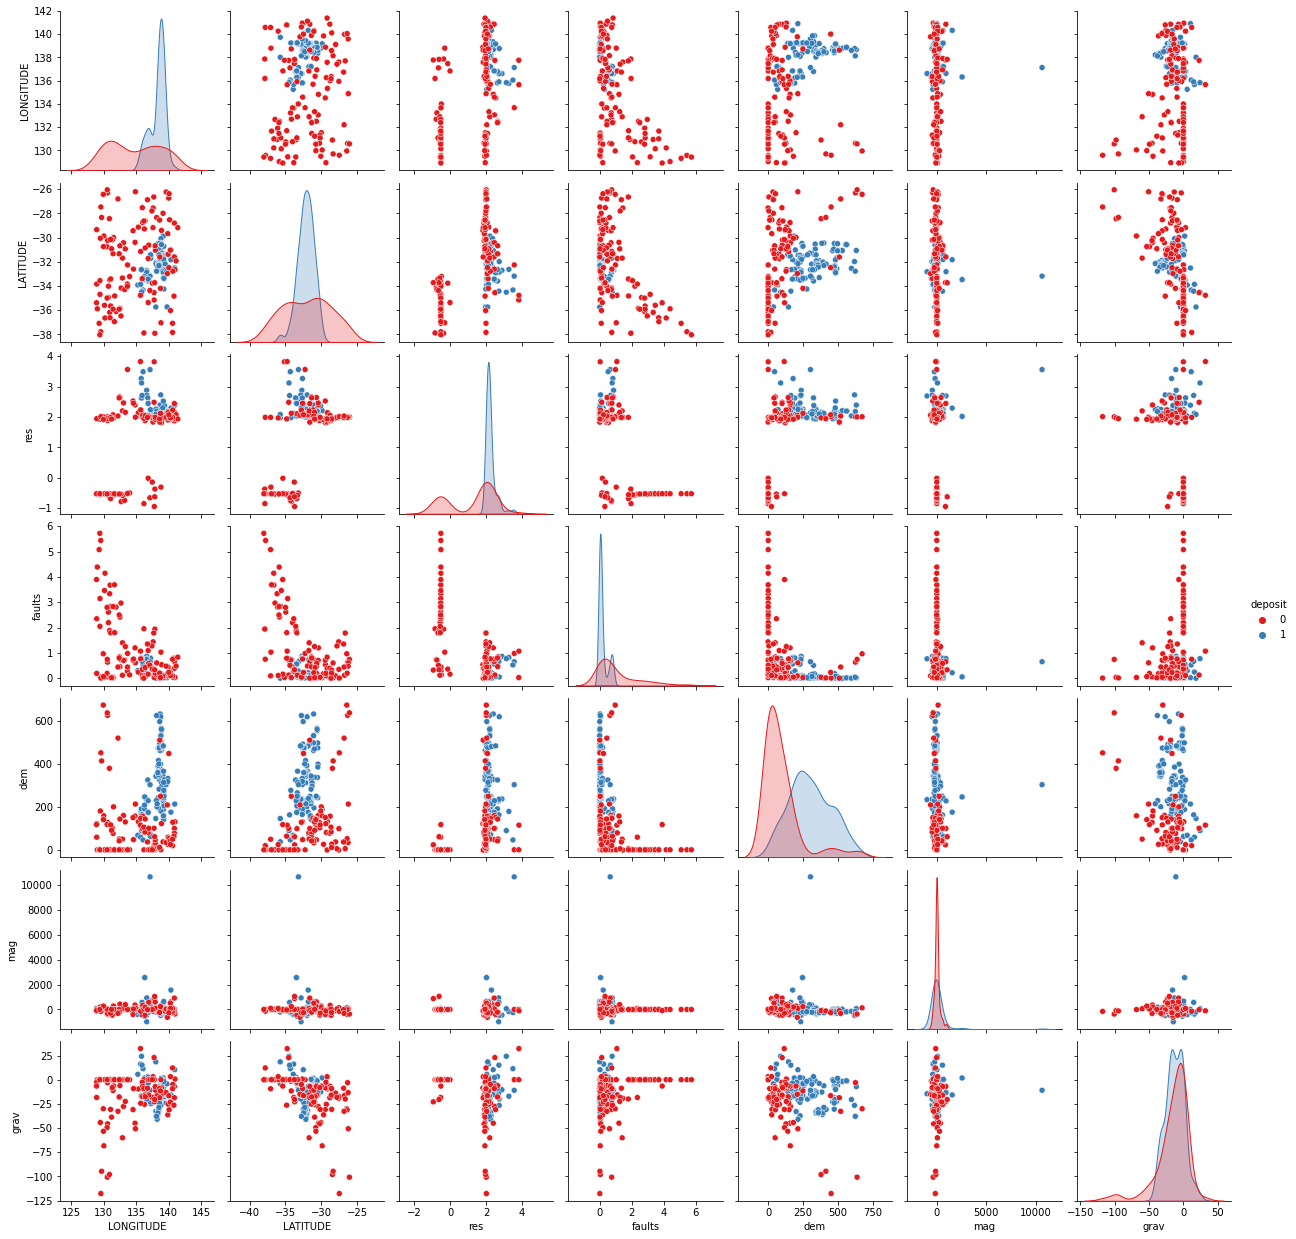 142
140
138
136
134
132
130
LONGITUDE
−26
−28
−30
−32
−34
−36
−38
LATITUDE
4
3
2
1
0
−1
res
6
5
4
3
2
1
0
faults
deposit
0
1
600
400
200
0
dem
10000
8000
6000
4000
2000
0
mag
25
0
−25
−50
−75
−100
−125
grav
125 130 135 140 145
−40 −35 −30 −25
−2 0 2 4
0 2 4 6
0 250 500 750
0 5000 10000
−150 −100 −50 0 50
LONGITUDE LATITUDE res faults dem mag grav